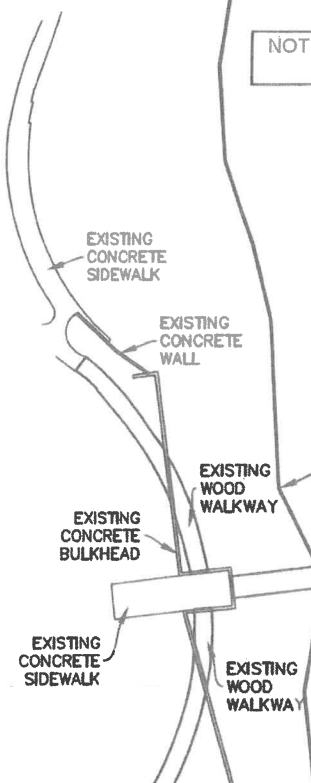 NOT
EXISTING
CONCRETE
SIDEWALK
EXISTING
CONCRETE
WALL
EXISTING
WOOD
WALKWAY
EXISTING
CONCRETE
BULKHEAD
EXISTING
CONCRETE
SIDEWALK
EXISTING
WOOD
WALKWAY